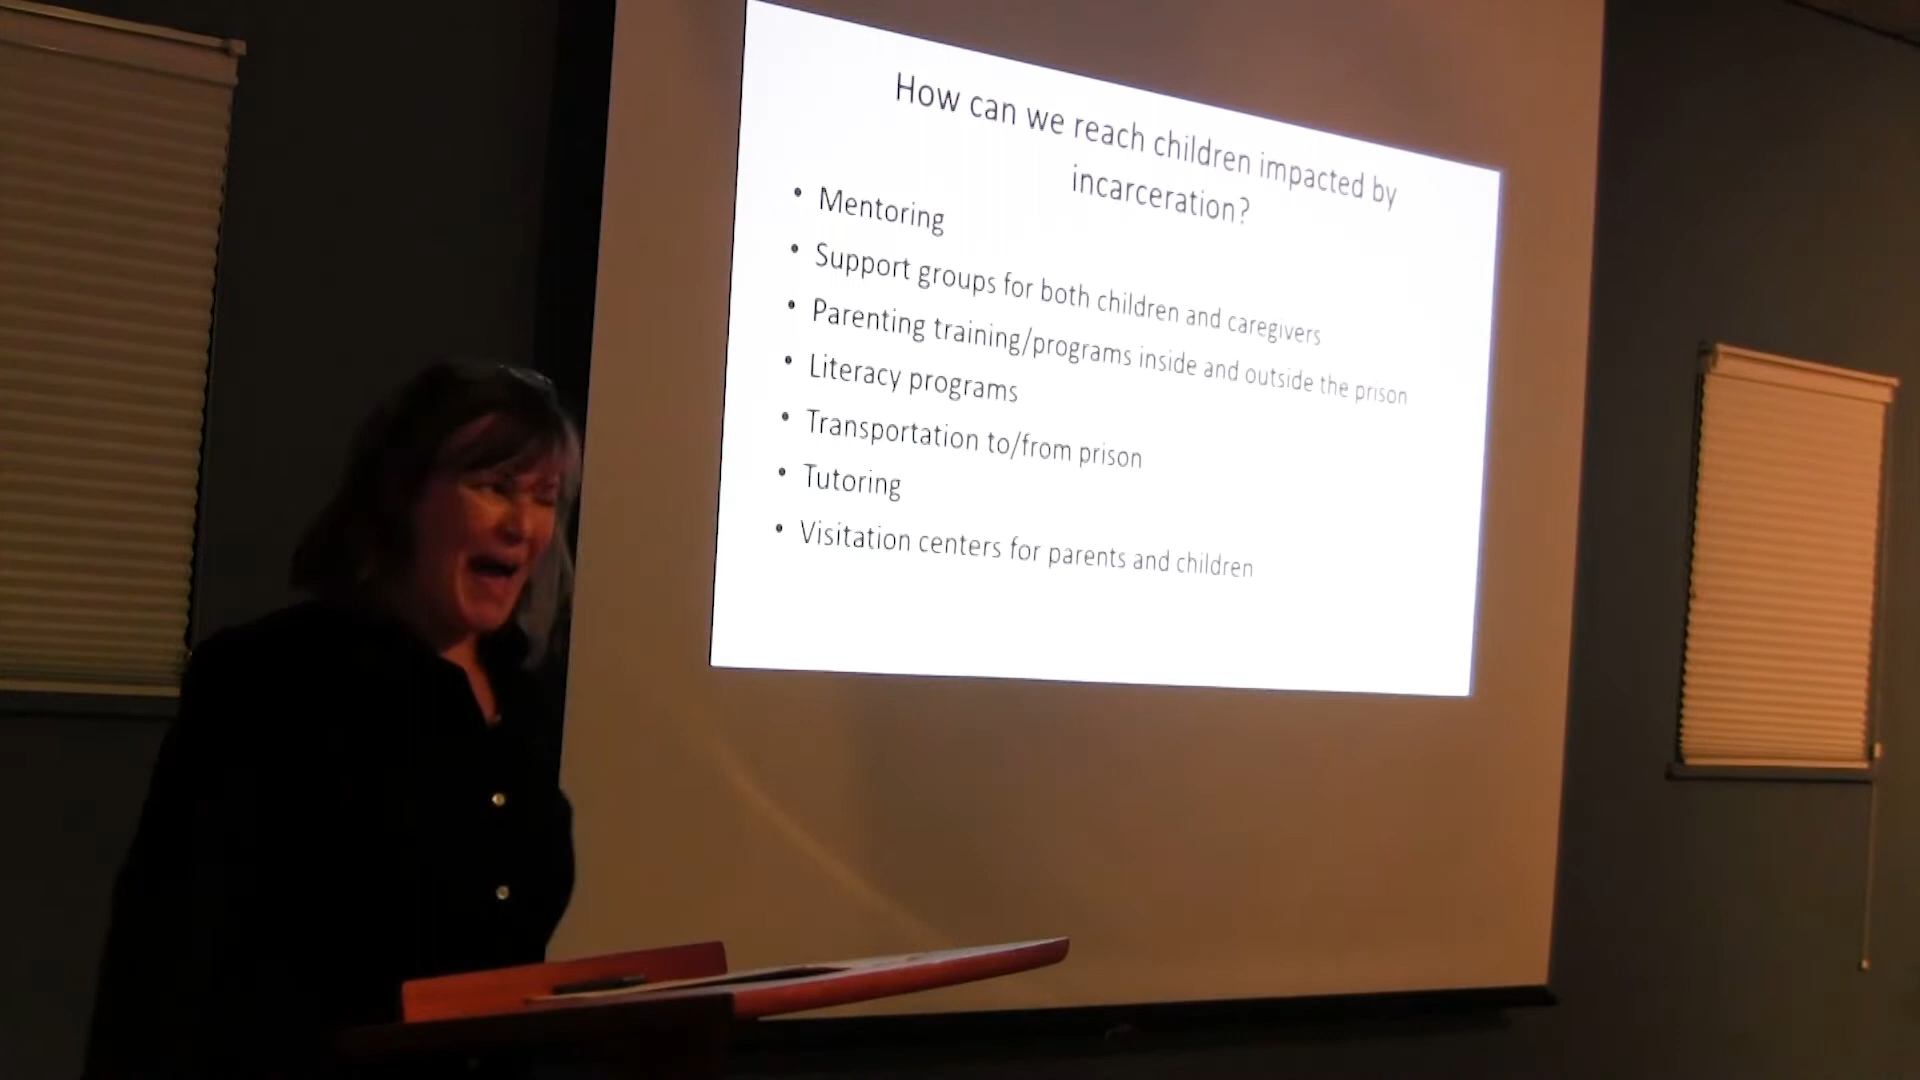 How can we reach children impacted by
incarceration?
• Mentoring
• Support groups for both children and caregivers
• Parenting training/programs inside and outside the prison
• Literacy programs
• Transportation to/from prison
• Tutoring
• Visitation centers for parents and children